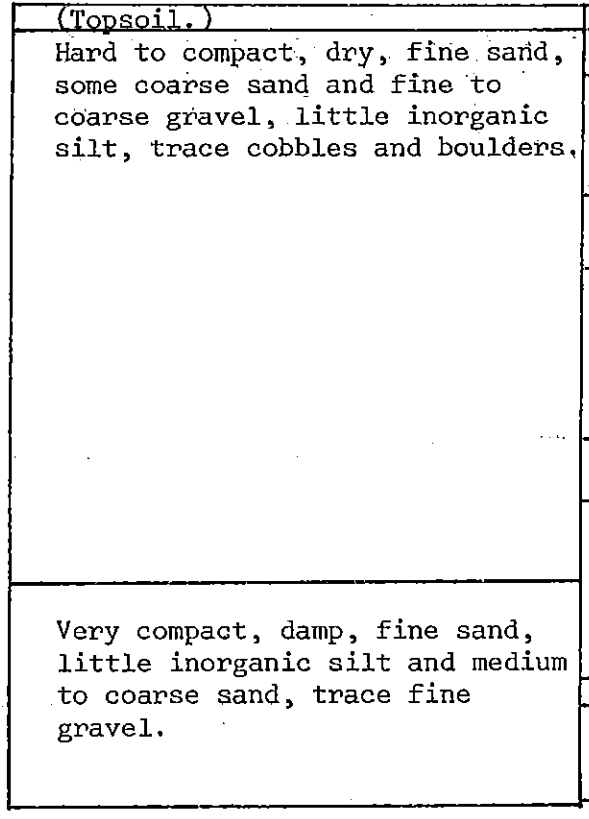 (Topsoil.)
Hard to compact, dry, fine sand,
some coarse sand and fine to
coarse gravel, little inorganic
silt, trace cobbles and boulders.
Very compact, damp, fine sand,
little inorganic silt and medium
to coarse sand, trace fine
gravel.